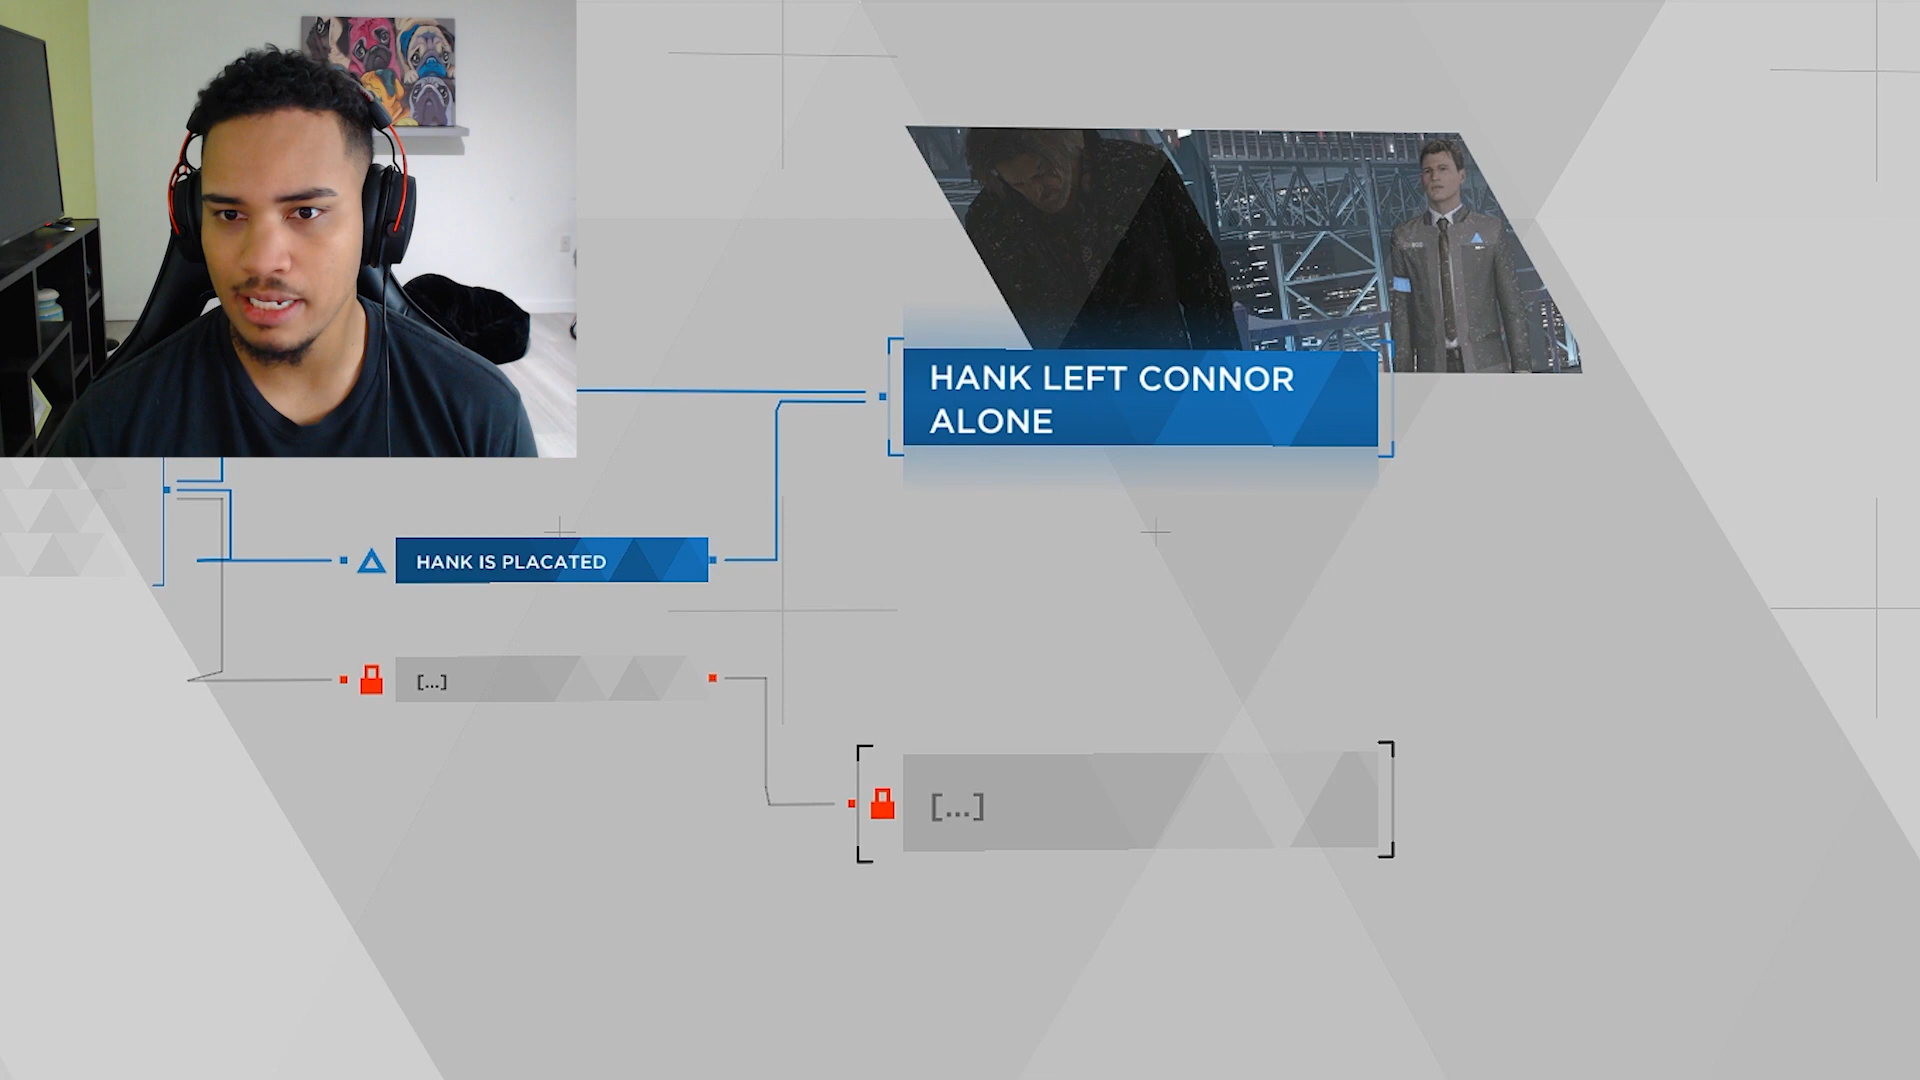 HANK LEFT CONNOR
ALONE
HANK IS PLACATED
[...]
[...]